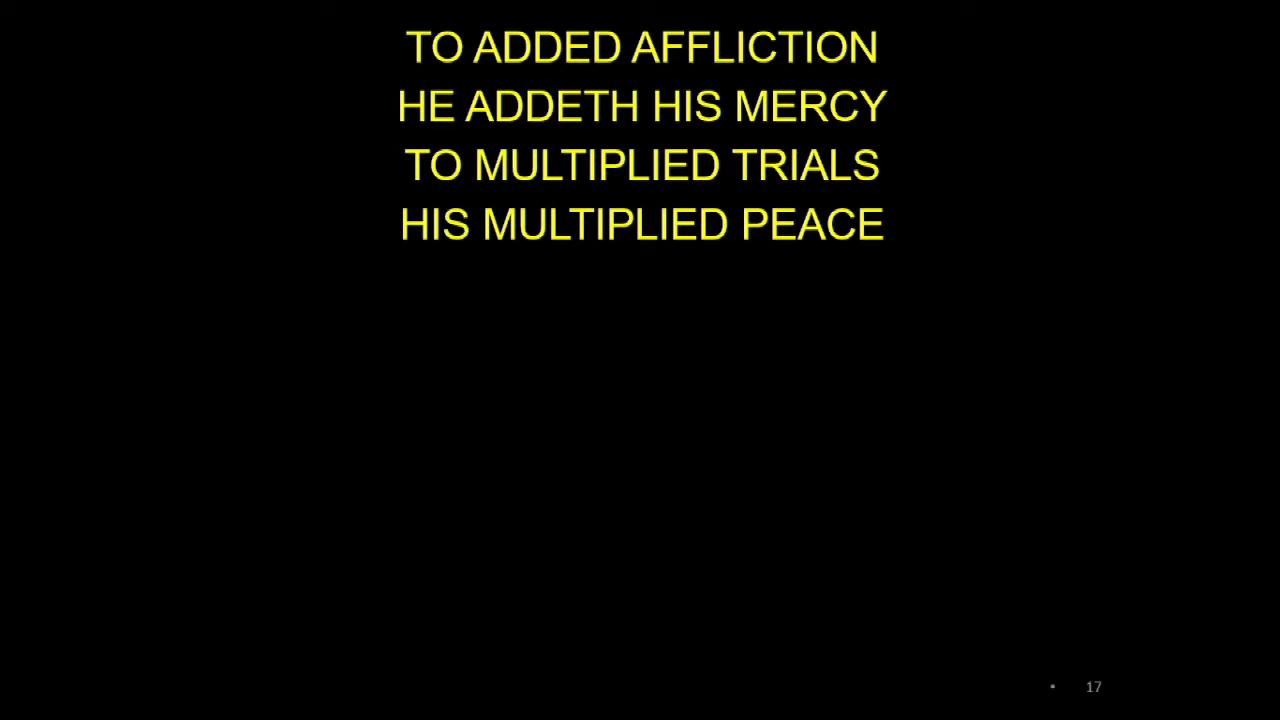 TO ADDED AFFLICTION
HE ADDETH HIS MERCY
TO MULTIPLIED TRIALS
HIS MULTIPLIED PEACE
• 17